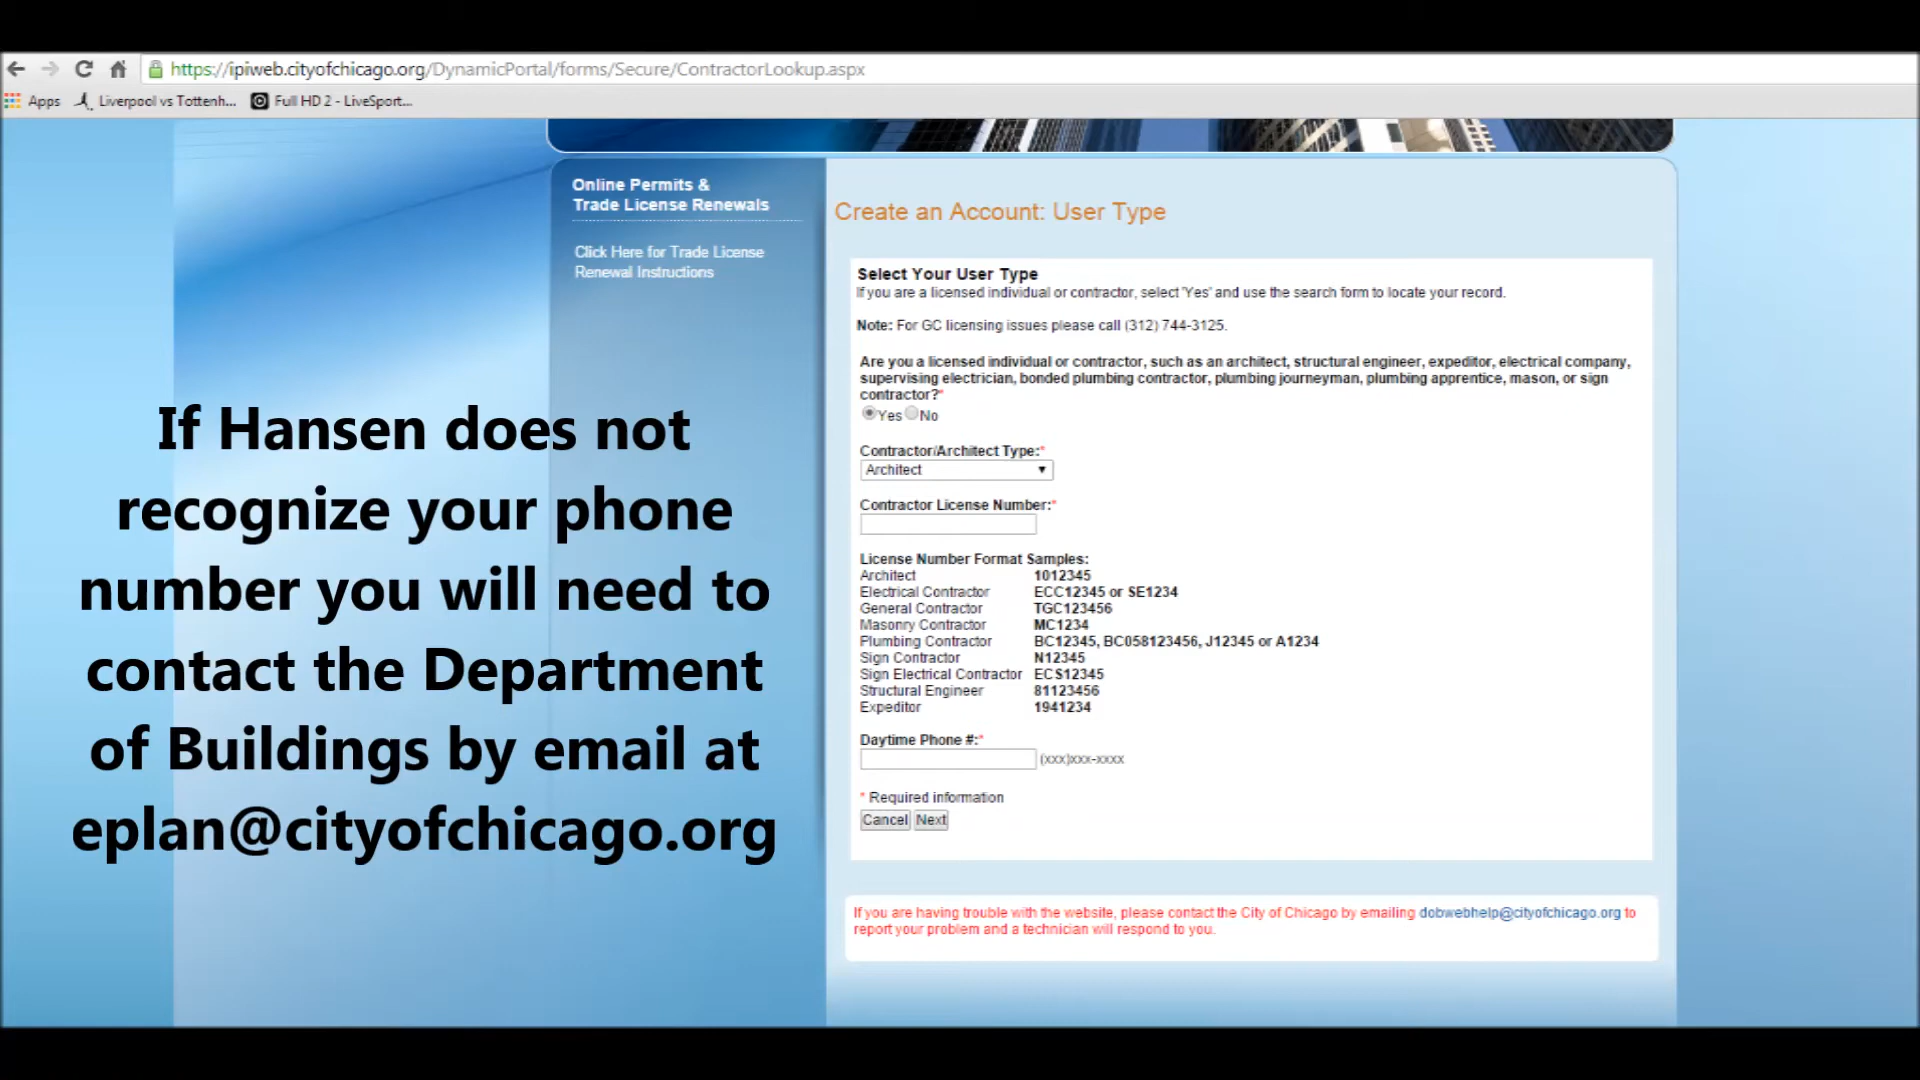 https://ipiweb.cityofchicago.org/DynamicPortal/forms/Secure/ContractorLookup.aspx
Apps Liverpool vs Tottenh... Full HD 2 - LiveSport...
Online Permits &
Trade License Renewals
Click Here for Trade License
Renewal Instructions
If Hansen does not
recognize your phone
number you will need to
contact the Department
of Buildings by email at
eplan@cityofchicago.org
Create an Account: User Type
Select Your User Type
If you are a licensed individual or contractor, select 'Yes' and use the search form to locate your record.
Note: For GC licensing issues please call (312) 744-3125.
Are you a licensed individual or contractor, such as an architect, structural engineer, expeditor, electrical company,
supervising electrician, bonded plumbing contractor, plumbing journeyman, plumbing apprentice, mason, or sign
contractor?*
Yes No
Contractor/Architect Type:*
Architect
Contractor License Number:*
License Number Format Samples:
Architect 1012345
Electrical Contractor ECC12345 or SE1234
General Contractor TGC123456
Masonry Contractor MC1234
Plumbing Contractor BC12345, BC058123456, J12345 or A1234
Sign Contractor N12345
Sign Electrical Contractor ECS12345
Structural Engineer 81123456
Expeditor 1941234
Daytime Phone #:*
(xxx)xxx-xxxx
* Required information
Cancel Next
If you are having trouble with the website, please contact the City of Chicago by emailing dobwebhelp@cityofchicago.org to
report your problem and a technician will respond to you.